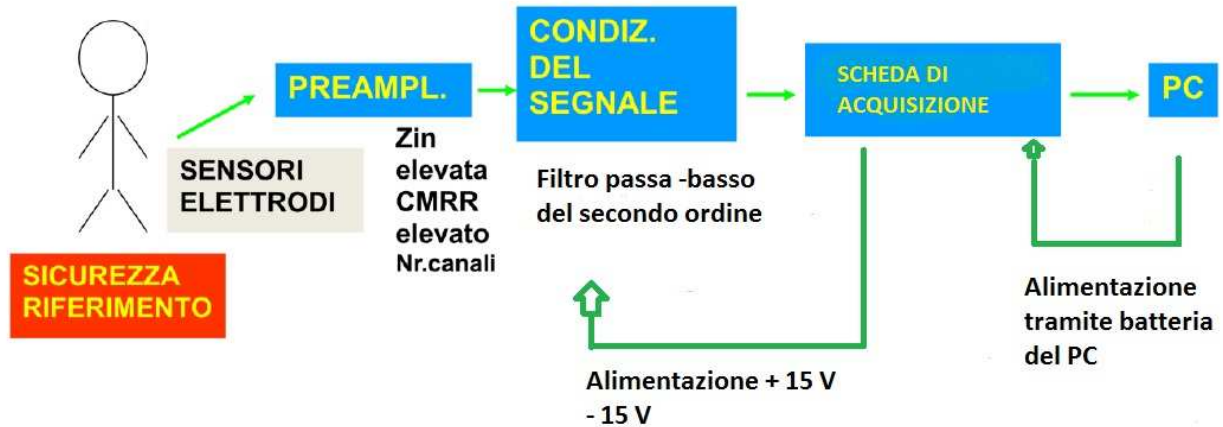 SENSORI
ELETTRODI
SICUREZZA
RIFERIMENTO
PREAMPL.
Zin
elevata
CMRR
elevato
Nr.canali
CONDIZ.
DEL
SEGNALE
Filtro passa -basso
del secondo ordine
Alimentazione + 15 V
- 15 V
SCHEDA DI
ACQUISIZIONE
PC
Alimentazione
tramite batteria
del PC